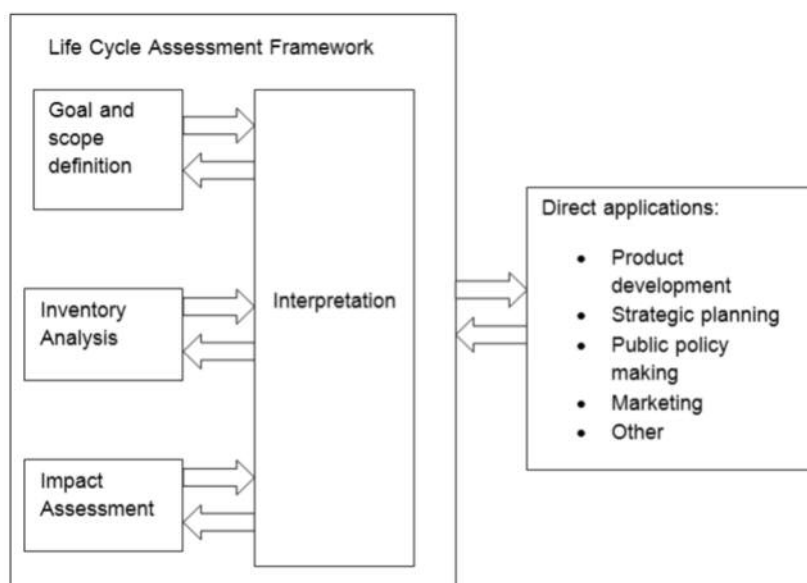 Life Cycle Assessment Framework
Goal and
scope
definition
Inventory
Analysis
Impact
Assessment
Interpretation
Direct applications:
• Product
development
• Strategic planning
• Public policy
making
• Marketing
• Other